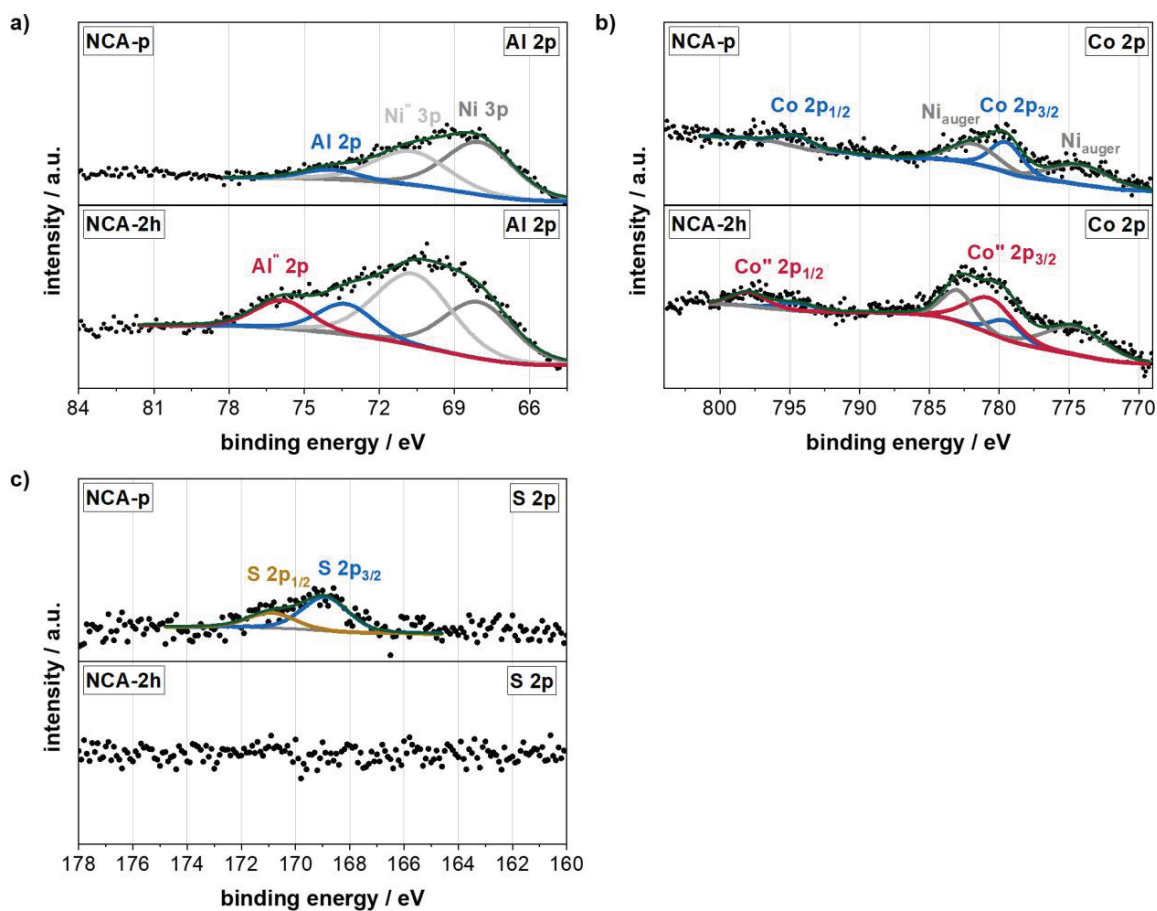 a)
NCA-p
Al 2p
Al 2p
Ni" 3p
Ni 3p
intensity / a.u.
NCA-2h
Al 2p
Al" 2p
84 81 78 75 72 69 66
binding energy / eV
b)
NCA-p
Co 2p
Co 2p1/2
Niauger
Co 2p3/2
Niauger
intensity / a.u.
NCA-2h
Co 2p
Co" 2p1/2
Co" 2p3/2
800 795 790 785 780 775 770
binding energy / eV
c)
NCA-p
S 2p
S 2p1/2
S 2p3/2
intensity / a.u.
NCA-2h
S 2p
178 176 174 172 170 168 166 164 162 160
binding energy / eV